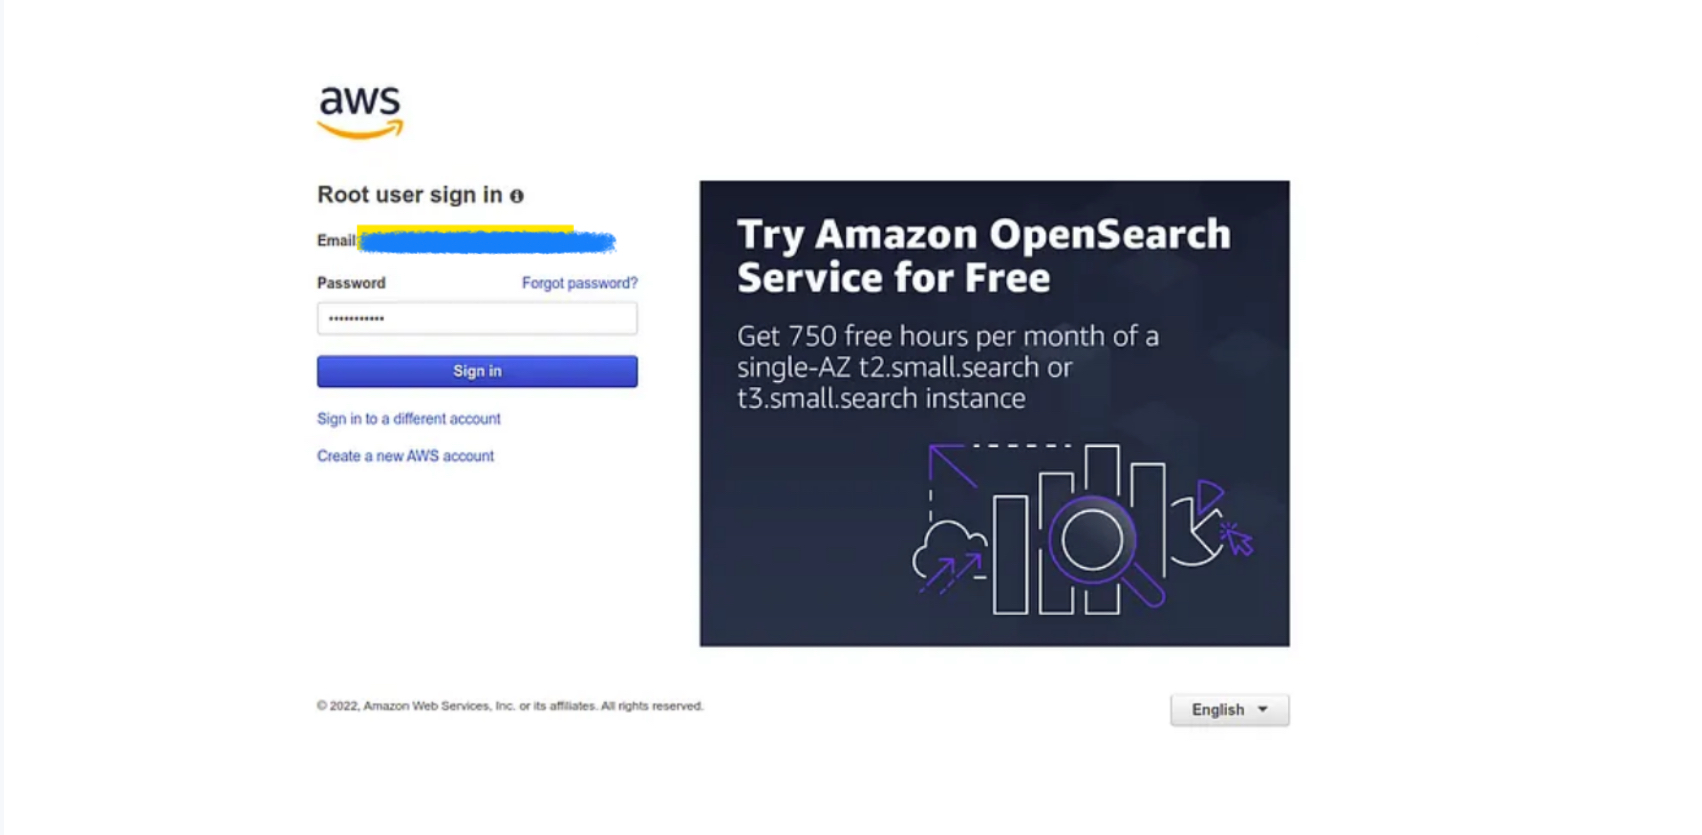 aws
Root user sign in
Email:
Password
Forgot password?
Sign in
Sign in to a different account
Create a new AWS account
Try Amazon OpenSearch
Service for Free
Get 750 free hours per month of a
single-AZ t2.small.search or
t3.small.search instance
© 2022, Amazon Web Services, Inc. or its affiliates. All rights reserved.
English